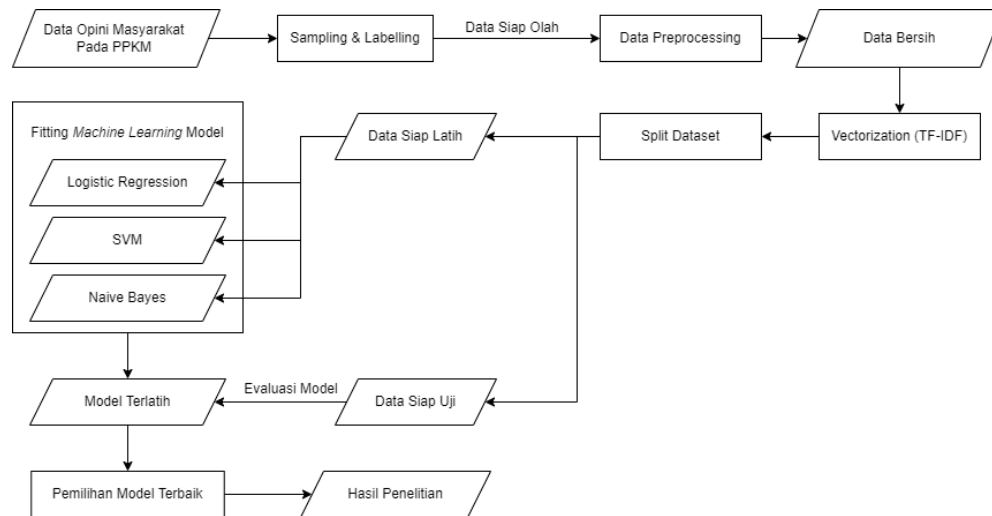 Data Opini Masyarakat
Pada PPKM
Sampling & Labelling
Data Siap Olah
Data Preprocessing
Data Bersih
Fitting Machine Learning Model
Data Siap Latih
Split Dataset
Vectorization (TF-IDF)
Logistic Regression
SVM
Naive Bayes
Model Terlatih
Evaluasi Model
Data Siap Uji
Pemilihan Model Terbaik
Hasil Penelitian